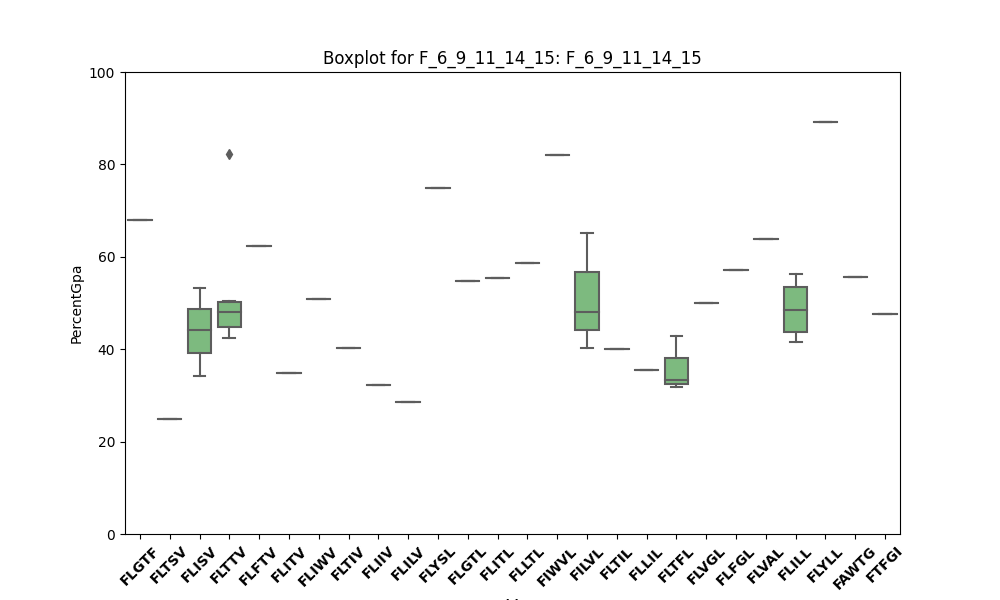 Boxplot for F_6_9_11_14_15: F_6_9_11_14_15
PercentGpa
100
80
60
40
20
0
FLGTF FLTSV FLISV FLTTV FLFTV FLITV FLIWV FLTIV FLIIV FLILV FLYSL FLGTL FLITL FLLTL FIWVL FILVL FLTIL FLLIL FLTFL FLVGL FLFGL FLVAL FLILL FLYLL FAWTG FTFGI